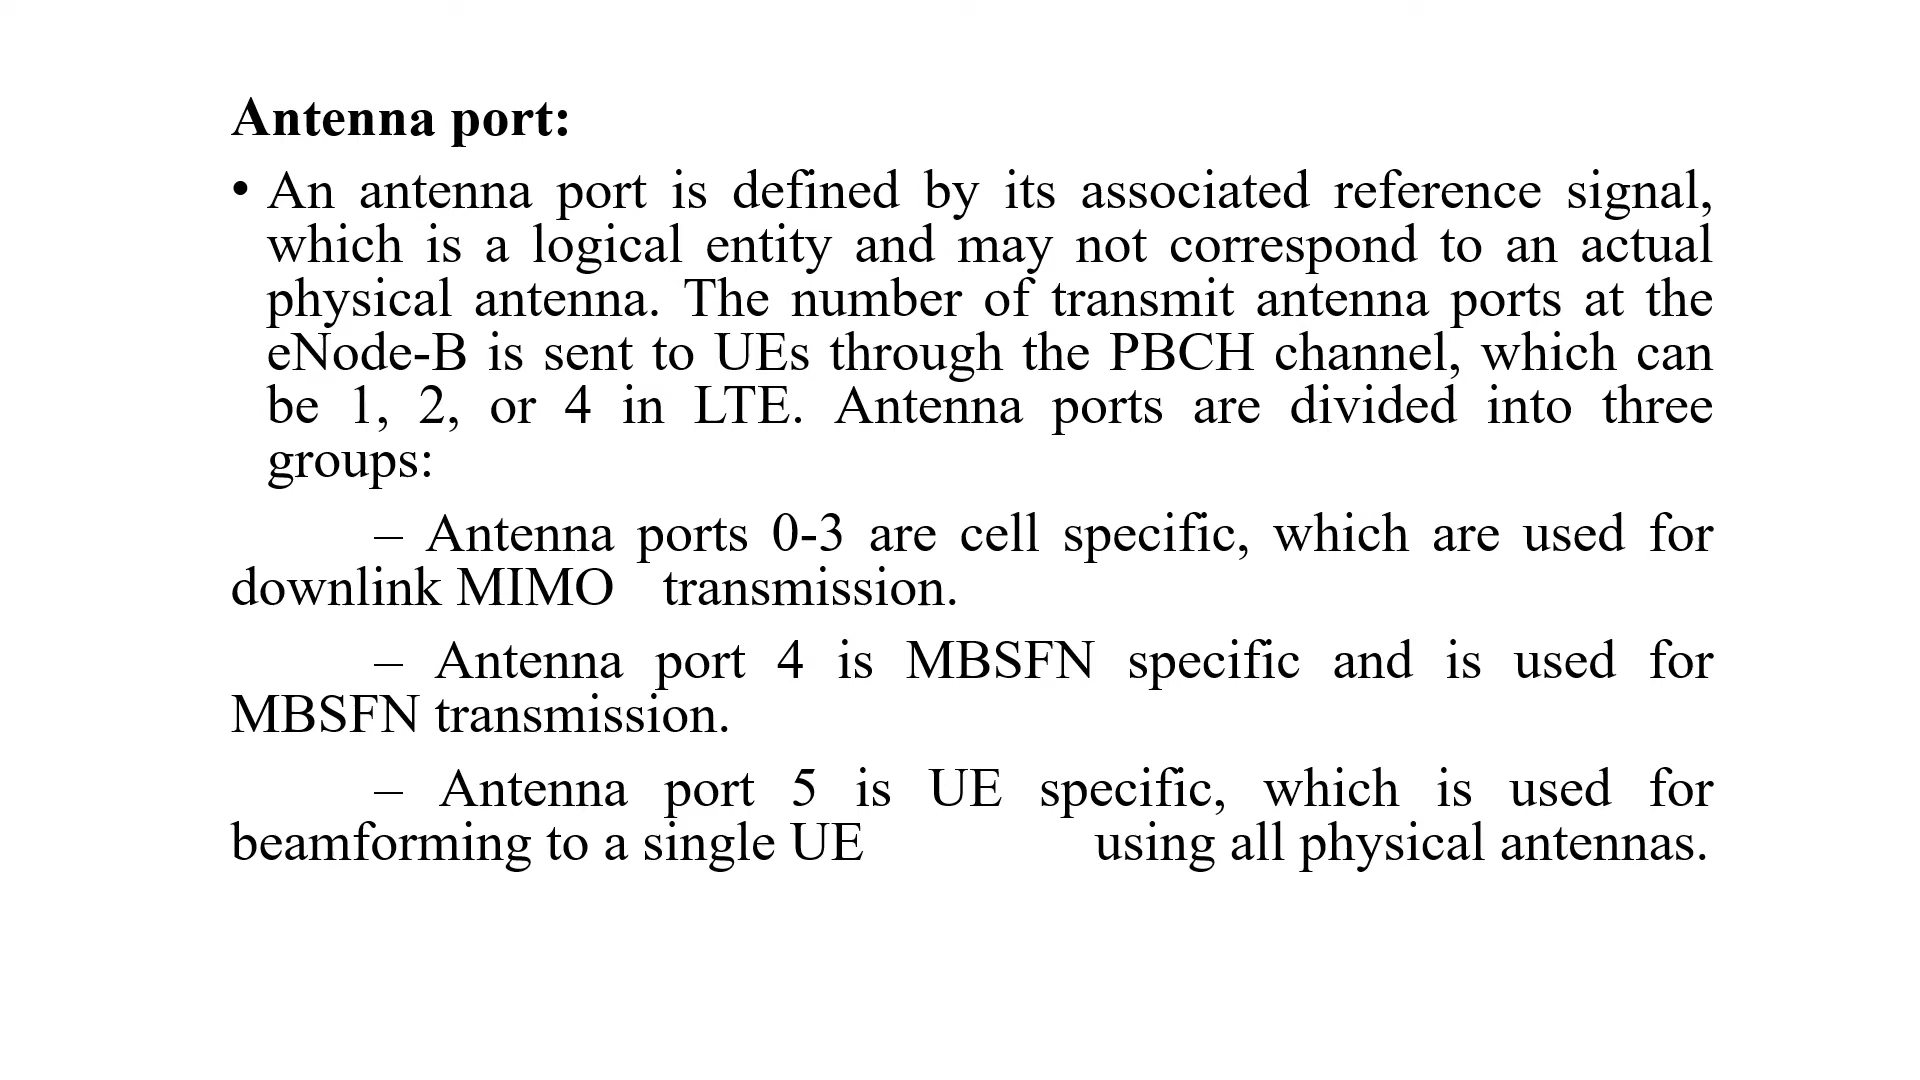 Antenna port:
• An antenna port is defined by its associated reference signal,
which is a logical entity and may not correspond to an actual
physical antenna. The number of transmit antenna ports at the
eNode-B is sent to UEs through the PBCH channel, which can
be 1, 2, or 4 in LTE. Antenna ports are divided into three
groups:
– Antenna ports 0-3 are cell specific, which are used for
downlink MIMO transmission.
– Antenna port 4 is MBSFN specific and is used for
MBSFN transmission.
– Antenna port 5 is UE specific, which is used for
beamforming to a single UE using all physical antennas.